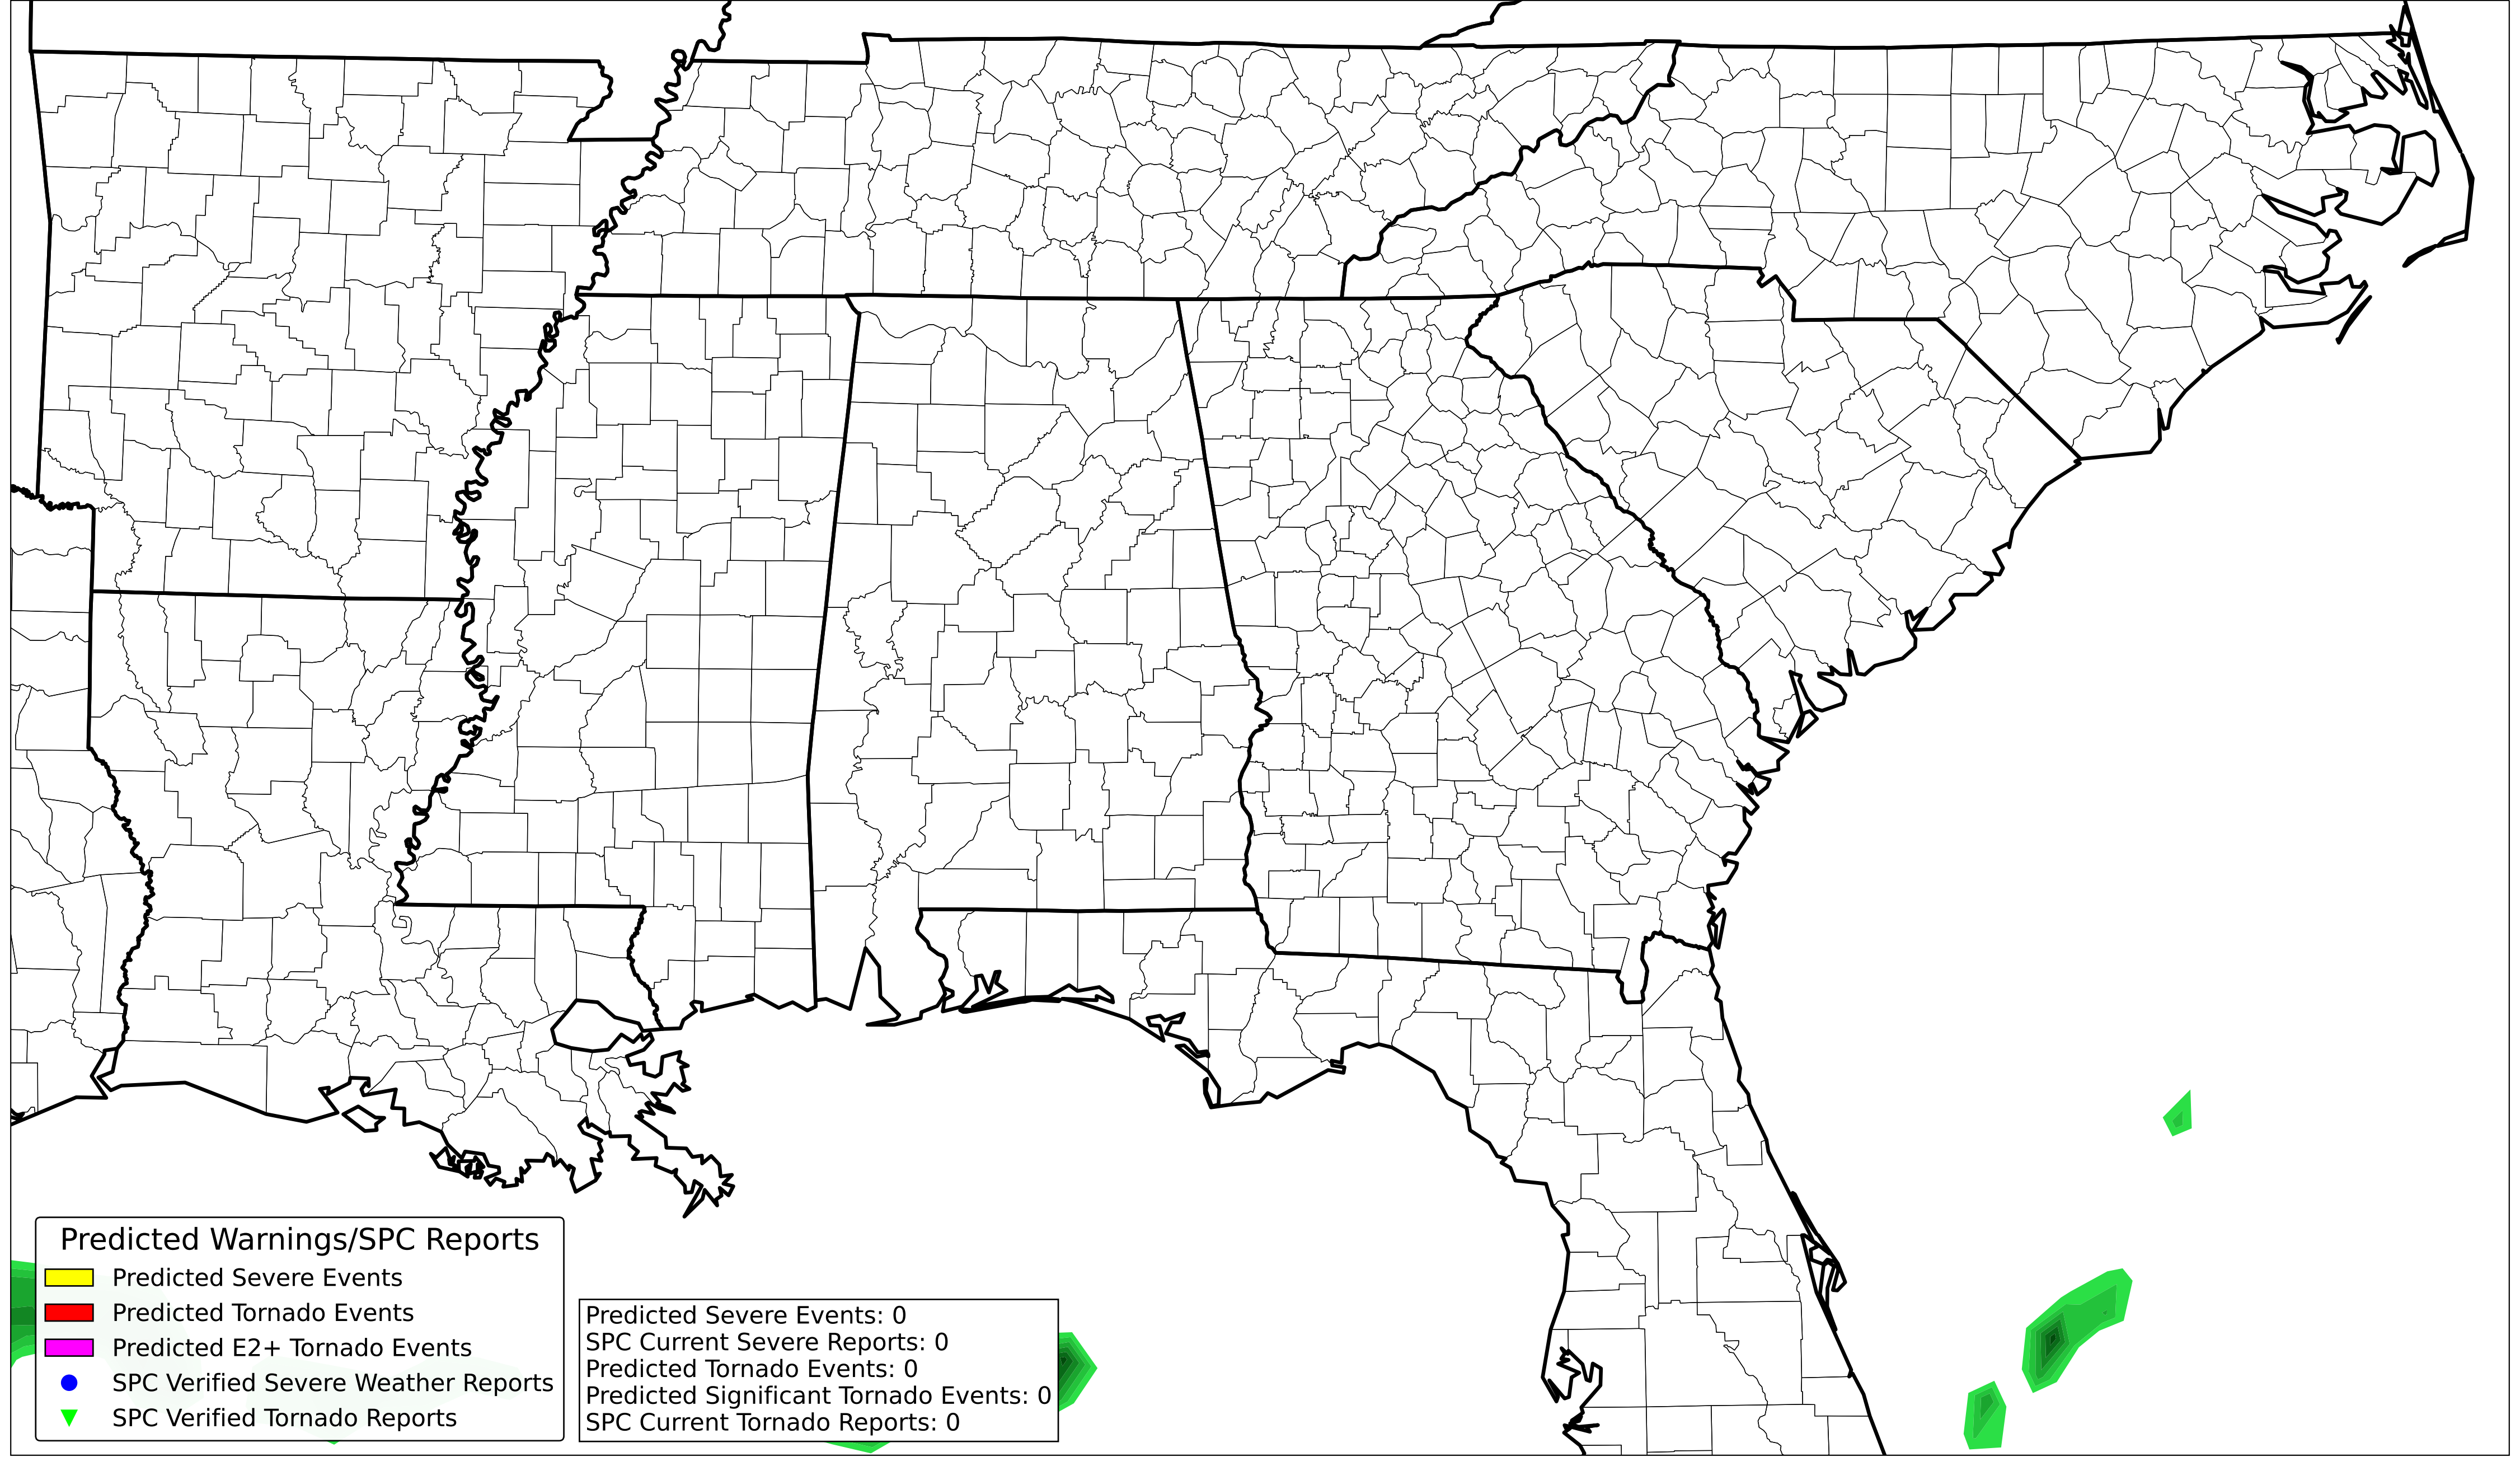 Predicted Warnings/SPC Reports
Predicted Severe Events
Predicted Tornado Events
Predicted E2+ Tornado Events
SPC Verified Severe Weather Reports
SPC Verified Tornado Reports
Predicted Severe Events: 0
SPC Current Severe Reports: 0
Predicted Tornado Events: 0
Predicted Significant Tornado Events: 0
SPC Current Tornado Reports: 0